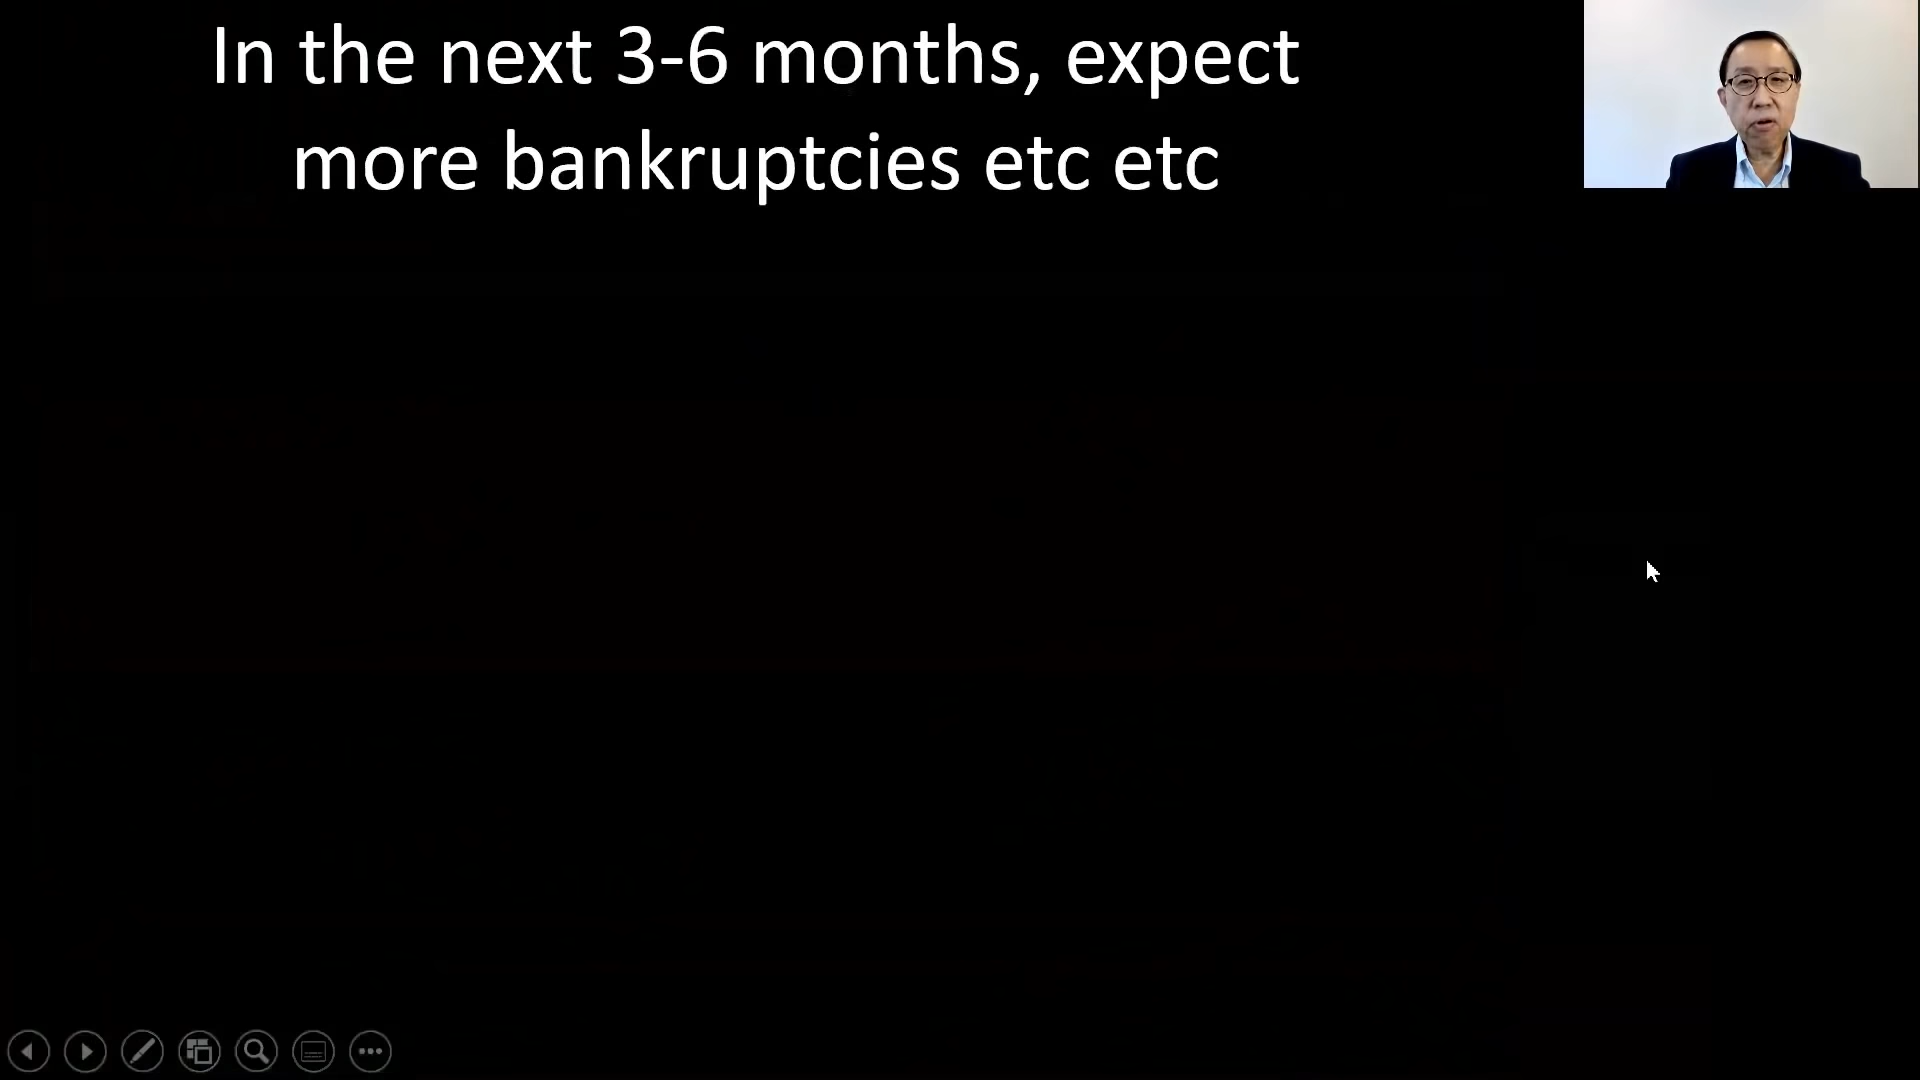 In the next 3-6 months, expect
more bankruptcies etc etc